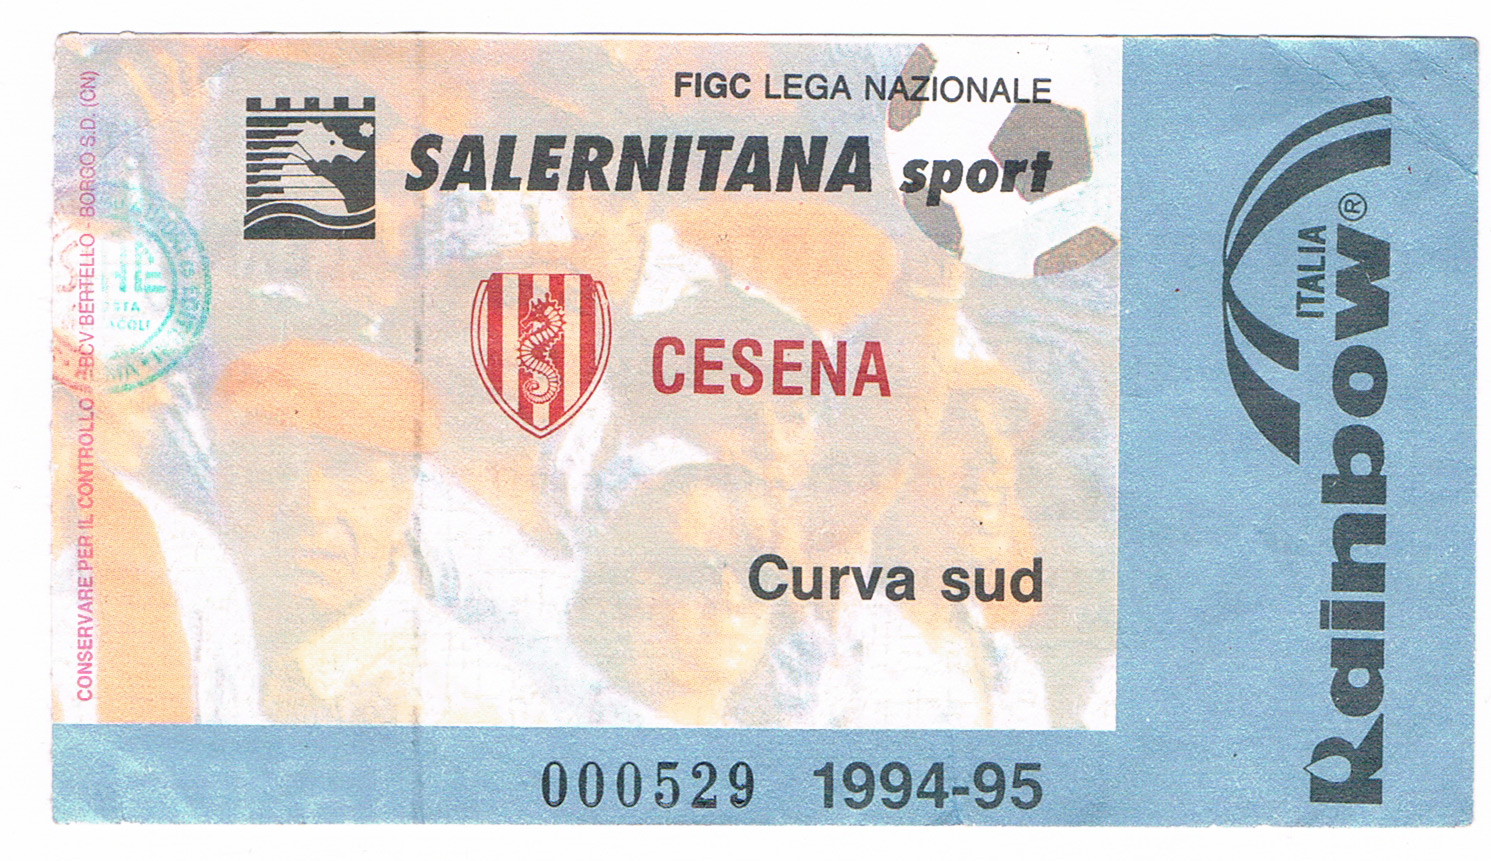 FIGC LEGA NAZIONALE
SALERNITANA sport
CESENA
Curva sud
000529 1994-95
CONSERVARE PER IL CONTROLLO
BCV BERTELLO - BORGO S.D. (CN)
Rainbow®
ITALIA